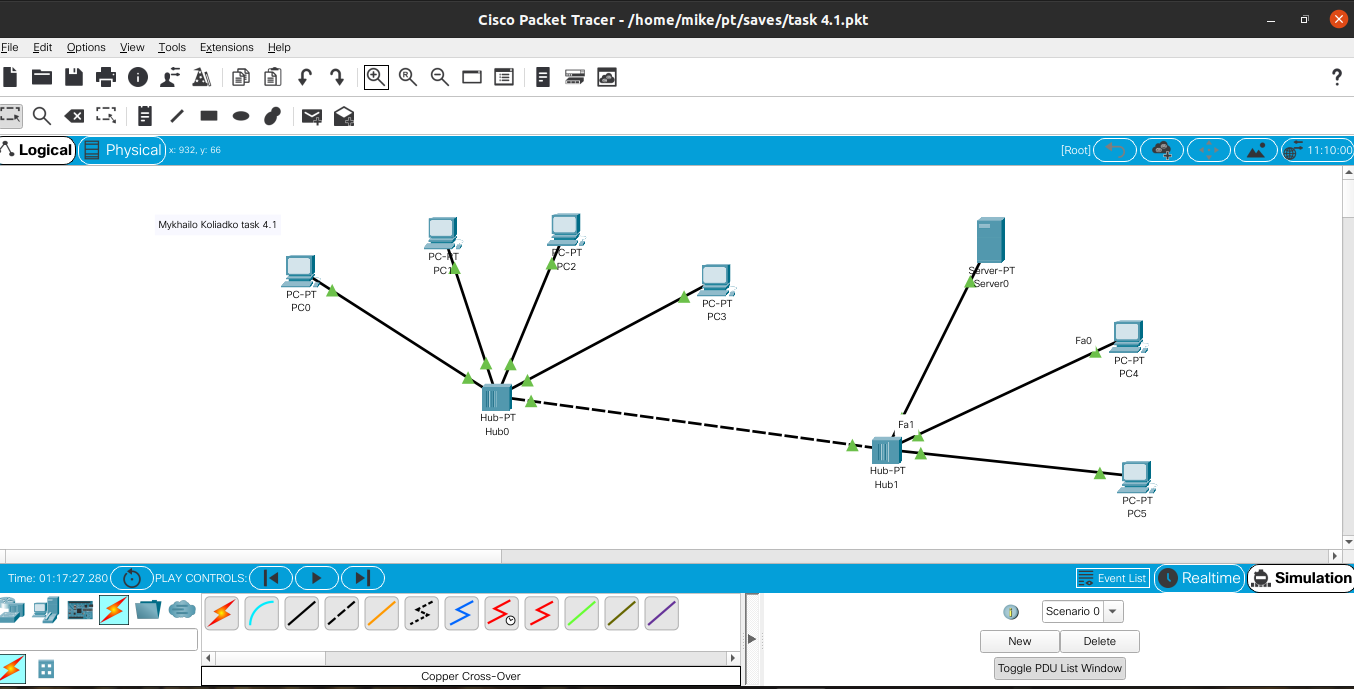 Cisco Packet Tracer - /home/mike/pt/saves/task 4.1.pkt
File Edit Options View Tools Extensions Help
?
Logical Physical x: 932, y: 66 [Root] 11:10:00
Mykhailo Koliadko task 4.1
PC-PT
PC0
PC-PT
PC1
PC-PT
PC2
PC-PT
PC3
Server-PT
Server0
Fa0
PC-PT
PC4
Hub-PT
Hub0
Fa1
Hub-PT
Hub1
PC-PT
PC5
Time: 01:17:27.280 PLAY CONTROLS: Event List Realtime Simulation
Scenario 0
New Delete
Toggle PDU List Window
Copper Cross-Over